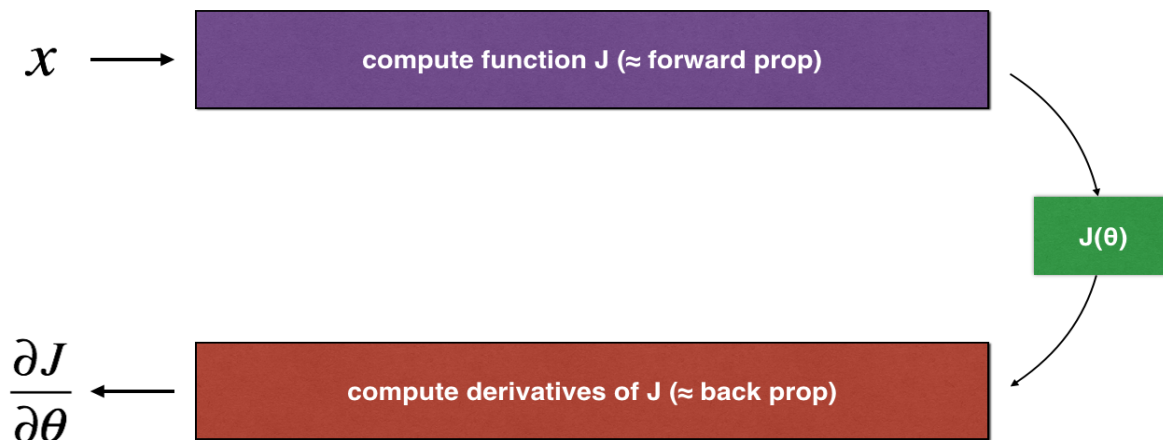 x
compute function J (≈ forward prop)
J(θ)
∂J
∂θ
compute derivatives of J (≈ back prop)